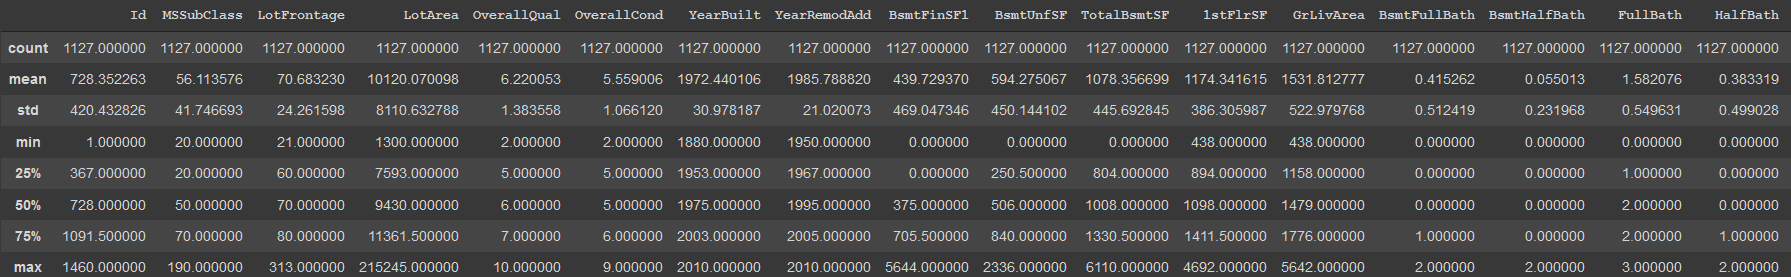 Id MSSubClass LotFrontage LotArea OverallQual OverallCond YearBuilt YearRemodAdd BsmtFinSF1 BsmtUnfSF TotalBsmtSF 1stFlrSF GrLivArea BsmtFullBath BsmtHalfBath FullBath HalfBath
count 1127.000000 1127.000000 1127.000000 1127.000000 1127.000000 1127.000000 1127.000000 1127.000000 1127.000000 1127.000000 1127.000000 1127.000000 1127.000000 1127.000000 1127.000000 1127.000000 1127.000000
mean 728.352263 56.113576 70.683230 10120.070098 6.220053 5.559006 1972.440106 1985.788820 439.729370 594.275067 1078.356699 1174.341615 1531.812777 0.415262 0.055013 1.582076 0.383319
std 420.432826 41.746693 24.261598 8110.632788 1.383558 1.066120 30.978187 21.020073 469.047346 450.144102 445.692845 386.305987 522.979768 0.512419 0.231968 0.549631 0.499028
min 1.000000 20.000000 21.000000 1300.000000 2.000000 2.000000 1880.000000 1950.000000 0.000000 0.000000 0.000000 438.000000 438.000000 0.000000 0.000000 0.000000 0.000000
25% 367.000000 20.000000 60.000000 7593.000000 5.000000 5.000000 1953.000000 1967.000000 0.000000 250.500000 804.000000 894.000000 1158.000000 0.000000 0.000000 1.000000 0.000000
50% 728.000000 50.000000 70.000000 9430.000000 6.000000 5.000000 1975.000000 1995.000000 375.000000 506.000000 1008.000000 1098.000000 1479.000000 0.000000 0.000000 2.000000 0.000000
75% 1091.500000 70.000000 80.000000 11361.500000 7.000000 6.000000 2003.000000 2005.000000 705.500000 840.000000 1330.500000 1411.500000 1776.000000 1.000000 0.000000 2.000000 1.000000
max 1460.000000 190.000000 313.000000 215245.000000 10.000000 9.000000 2010.000000 2010.000000 5644.000000 2336.000000 6110.000000 4692.000000 5642.000000 2.000000 2.000000 3.000000 2.000000